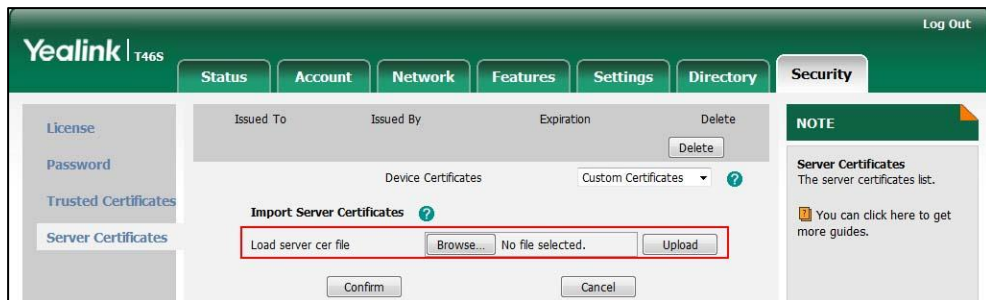 Log Out
Yealink T46S
Status Account Network Features Settings Directory Security
License
Password
Trusted Certificates
Server Certificates
Issued To Issued By Expiration Delete
Delete
Device Certificates Custom Certificates ?
Import Server Certificates ?
Load server cer file Browse... No file selected. Upload
Confirm Cancel
NOTE
Server Certificates
The server certificates list.
? You can click here to get
more guides.